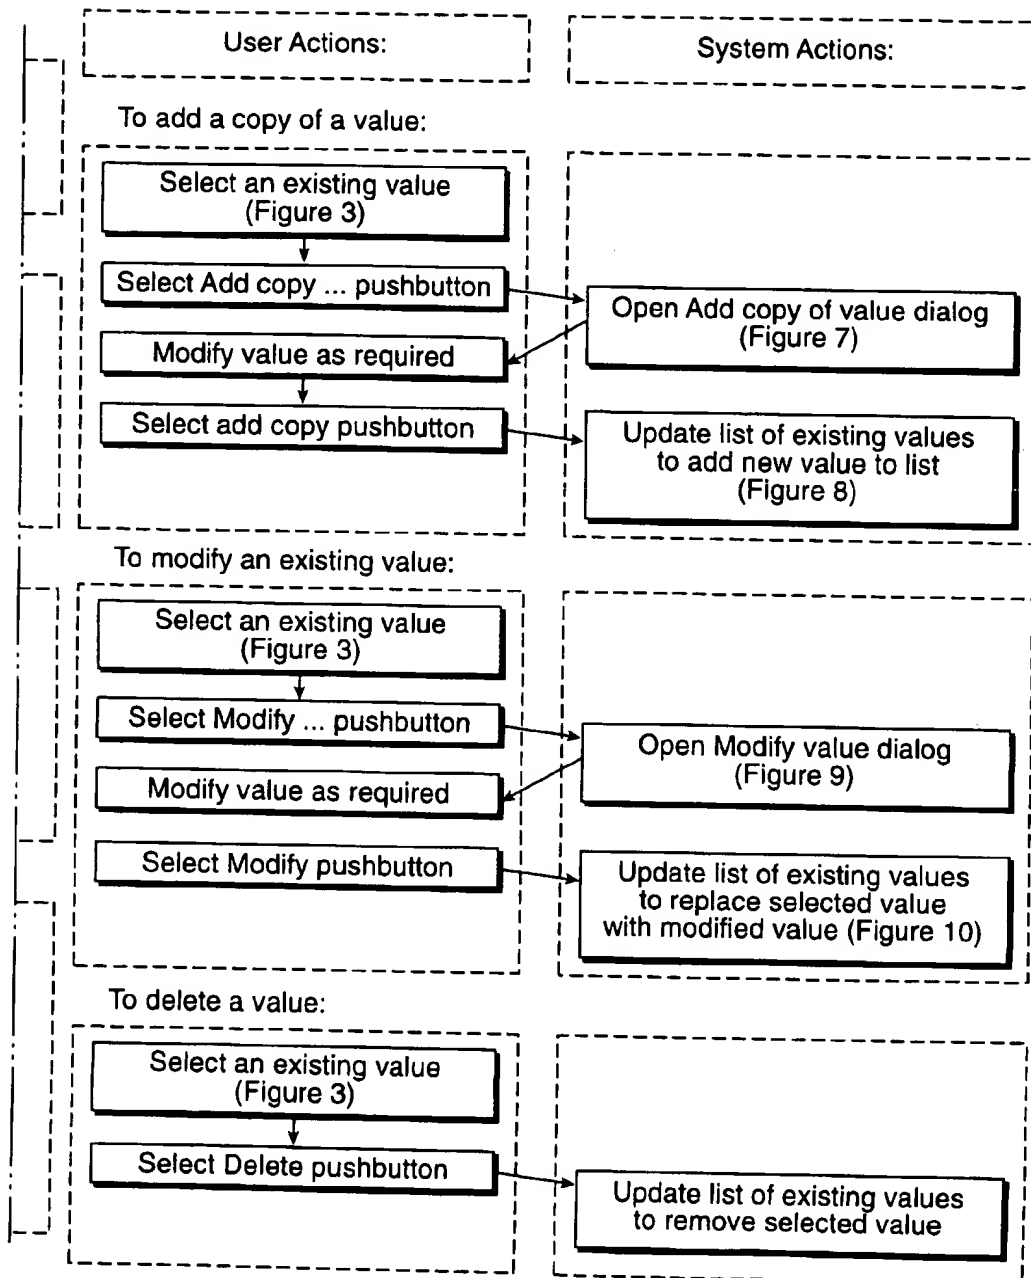 User Actions:
System Actions:
To add a copy of a value:
Select an existing value
(Figure 3)
Select Add copy ... pushbutton
Open Add copy of value dialog
(Figure 7)
Modify value as required
Select add copy pushbutton
Update list of existing values
to add new value to list
(Figure 8)
To modify an existing value:
Select an existing value
(Figure 3)
Select Modify ... pushbutton
Open Modify value dialog
(Figure 9)
Modify value as required
Select Modify pushbutton
Update list of existing values
to replace selected value
with modified value (Figure 10)
To delete a value:
Select an existing value
(Figure 3)
Select Delete pushbutton
Update list of existing values
to remove selected value